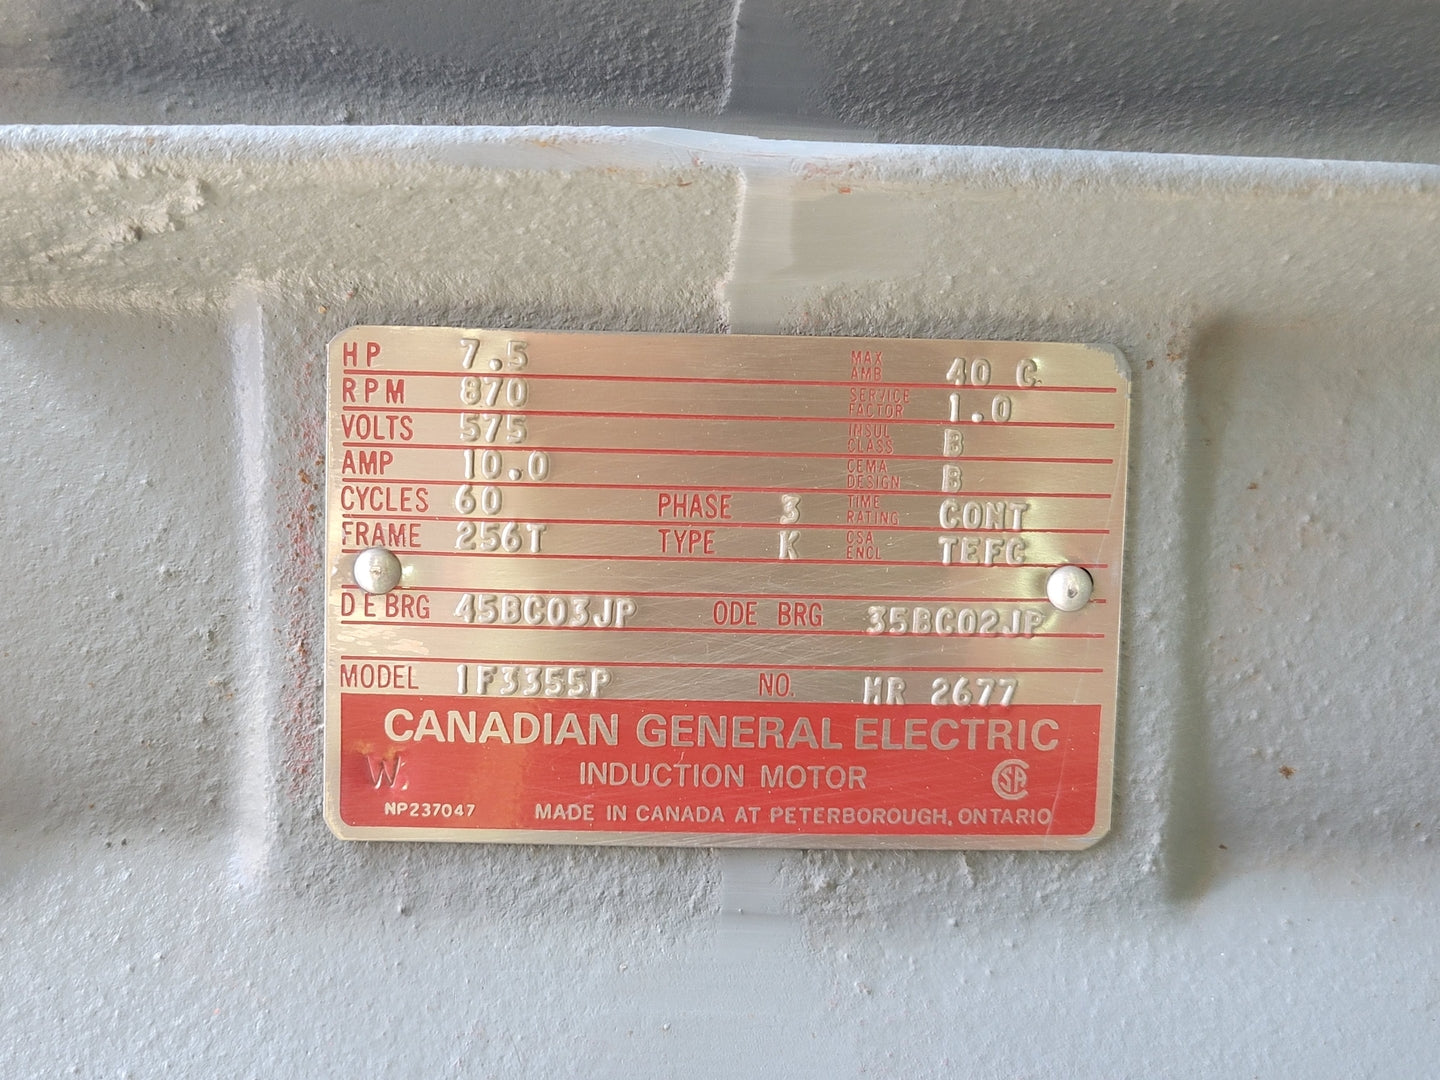 HP 7.5 MAX AMB 40 C
RPM 870 SERVICE FACTOR 1.0
VOLTS 575 INSUL CLASS B
AMP 10.0 CEMA DESIGN B
CYCLES 60 PHASE 3 TIME RATING CONT
FRAME 256T TYPE K CSA ENCL TEFC
D E BRG 45BC03JP ODE BRG 35BC02JP
MODEL 1F3355P NO. MR 2677
CANADIAN GENERAL ELECTRIC
W. INDUCTION MOTOR SA
NP237047 MADE IN CANADA AT PETERBOROUGH, ONTARIO